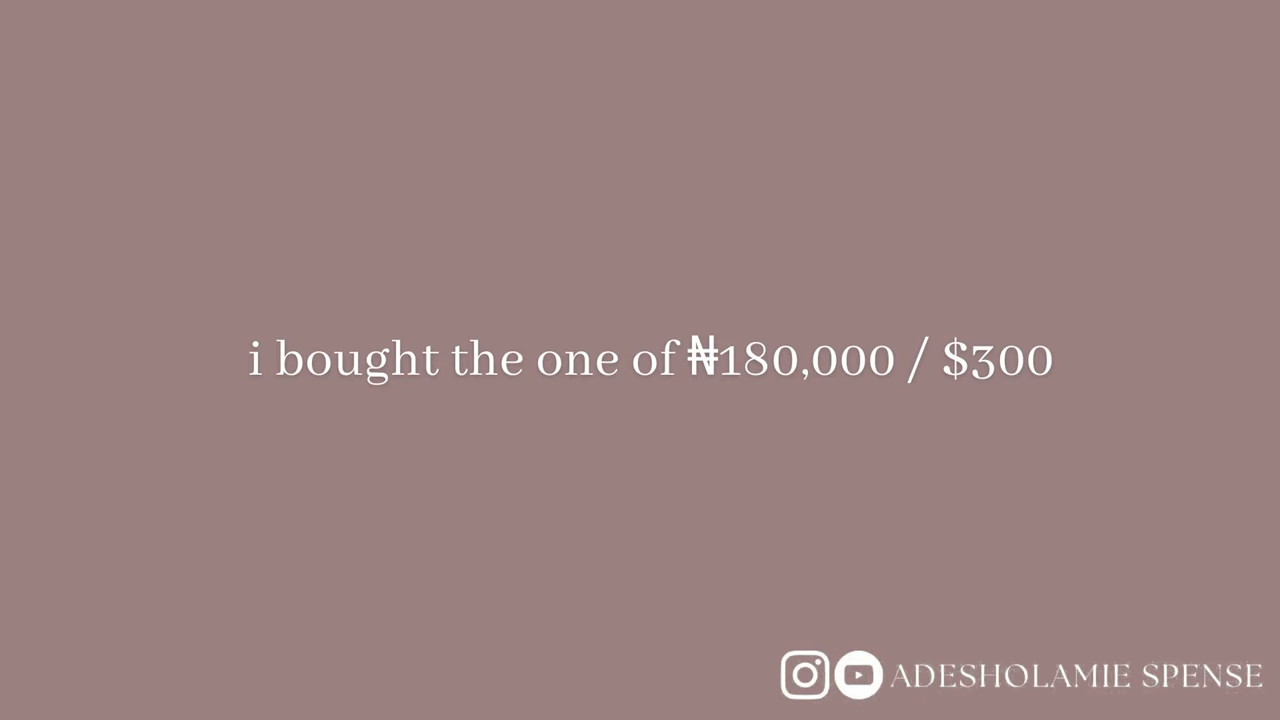 i bought the one of ₦180,000 / $300
ADESHOLAMIE SPENSE